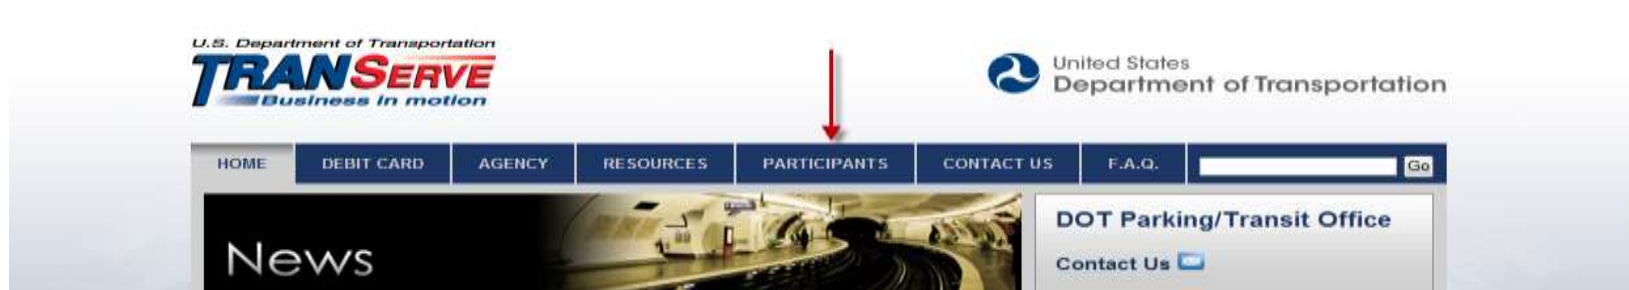 U.S. Department of Transportation
TRANSERVE
Business in motion
United States
Department of Transportation
HOME DEBIT CARD AGENCY RESOURCES PARTICIPANTS CONTACT US F.A.Q. Go
News
DOT Parking/Transit Office
Contact Us